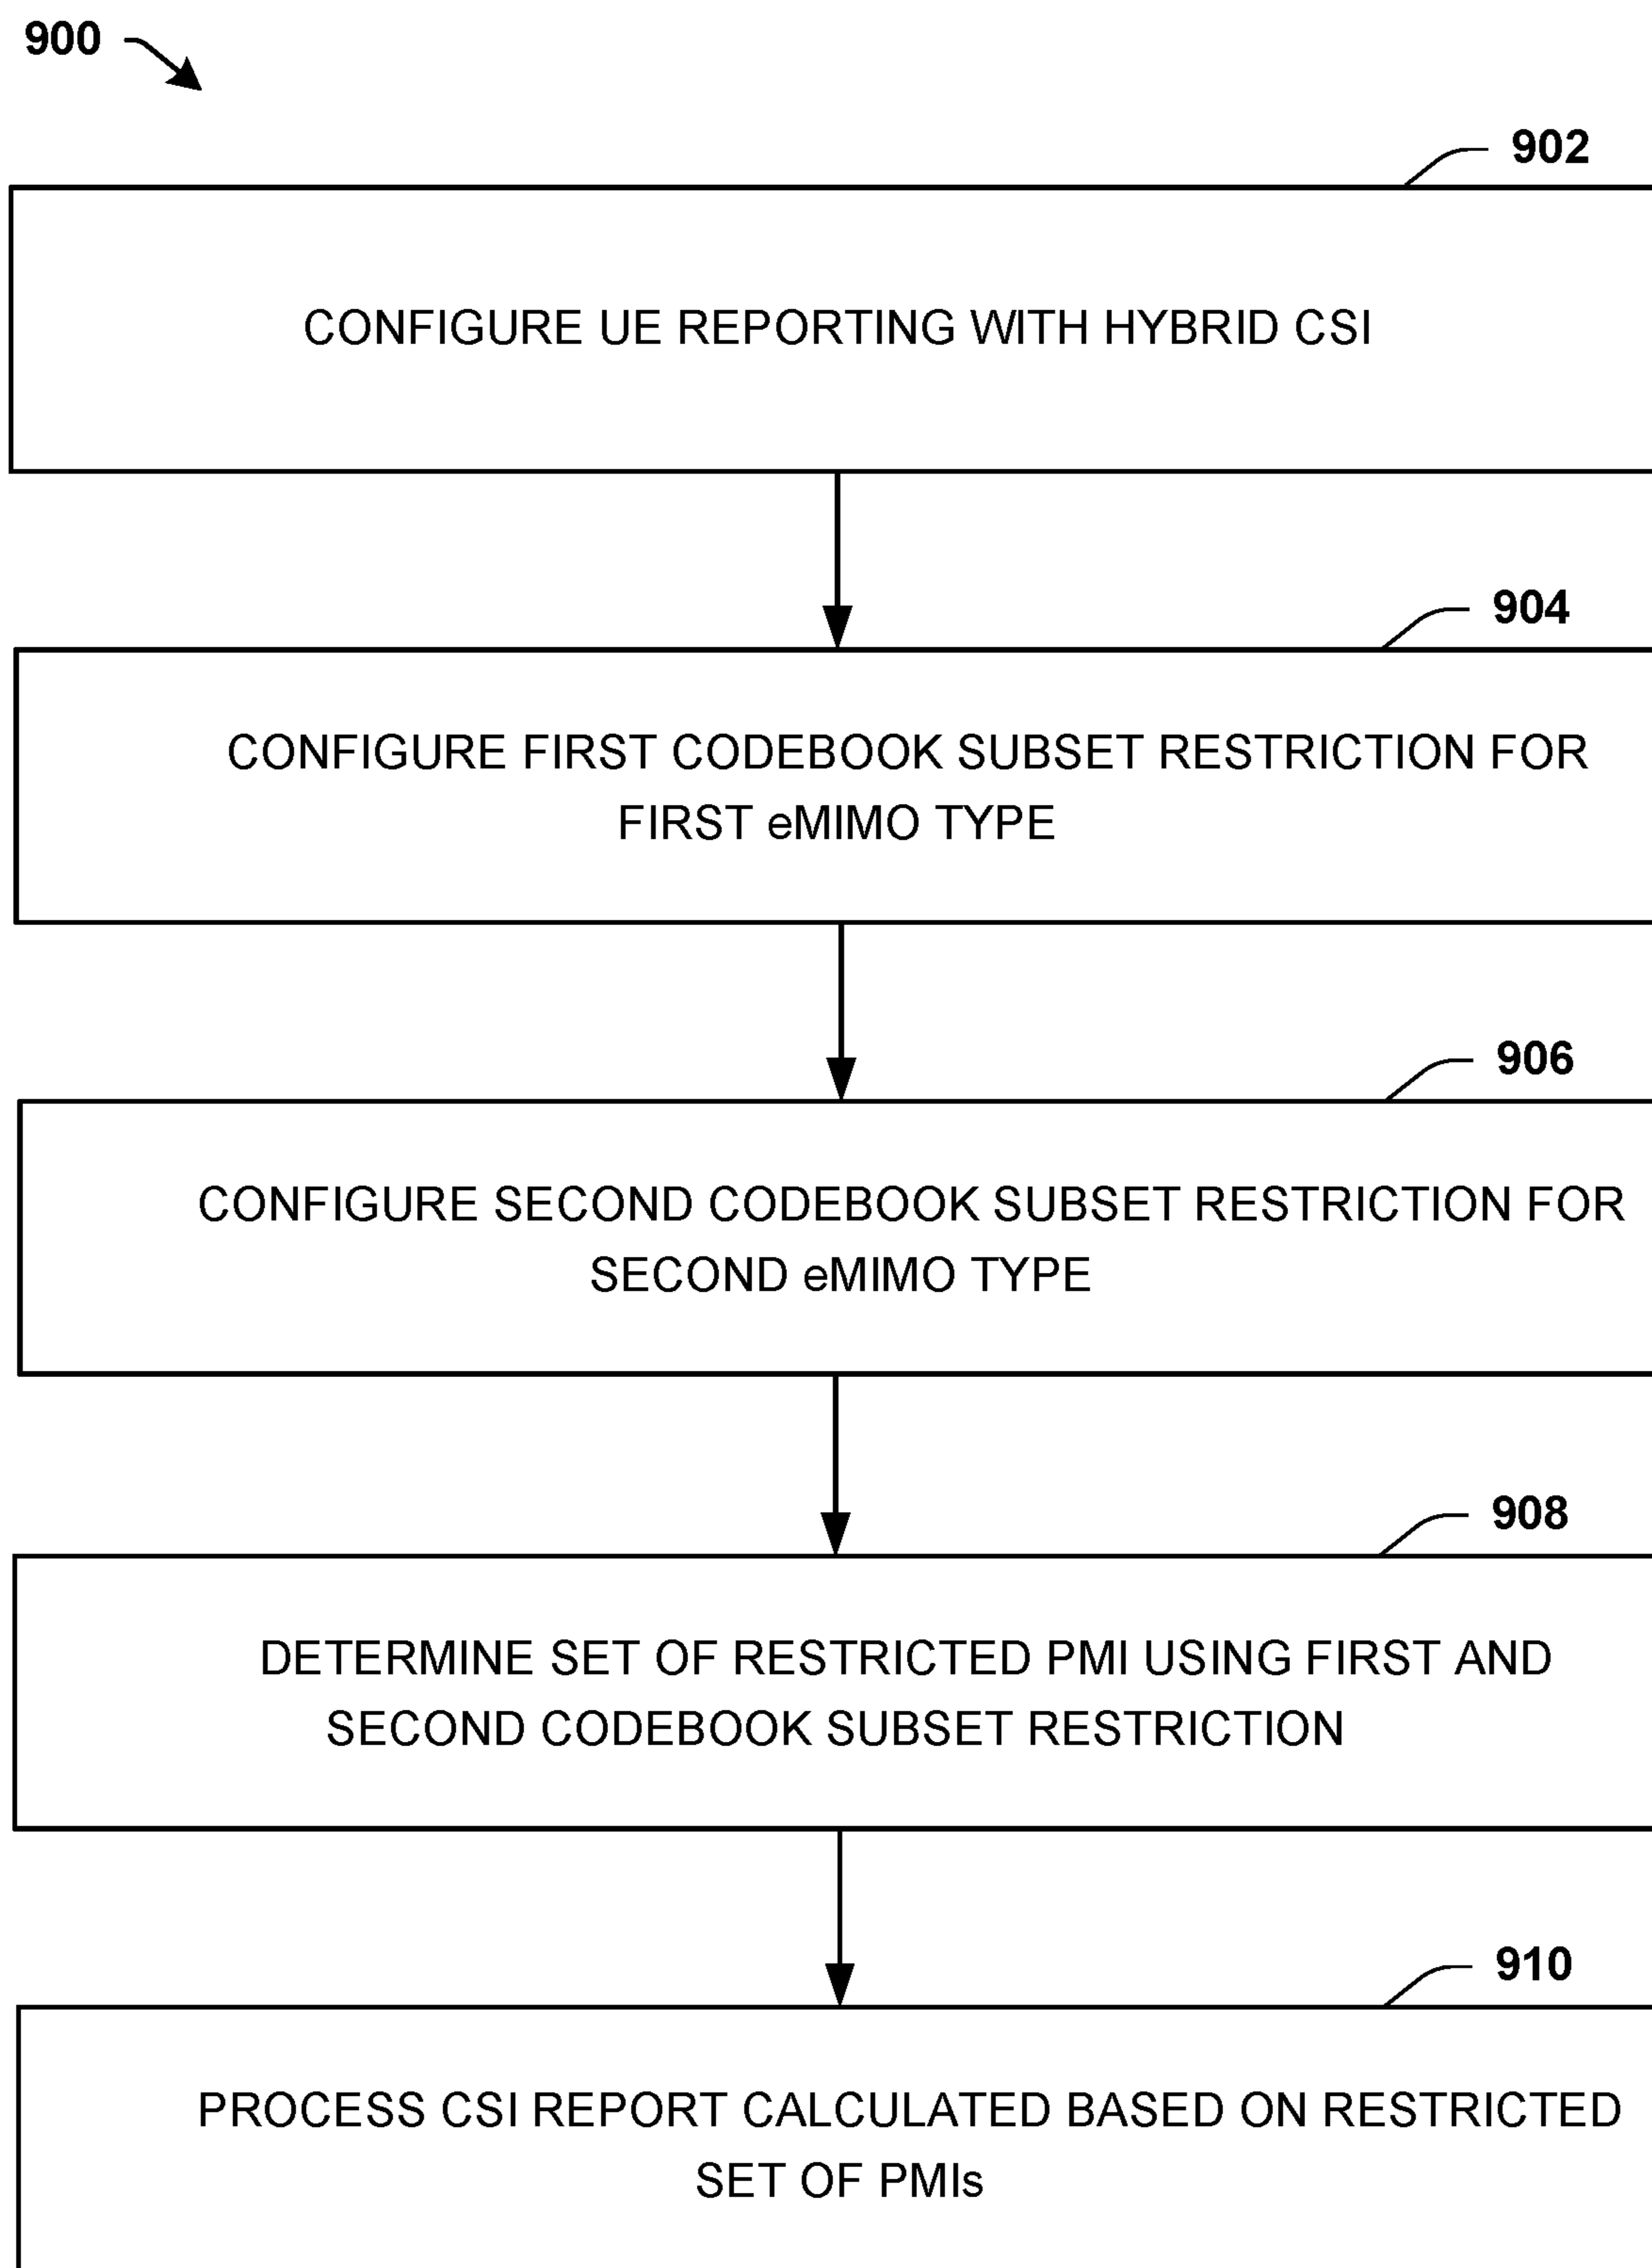 900
902
CONFIGURE UE REPORTING WITH HYBRID CSI
904
CONFIGURE FIRST CODEBOOK SUBSET RESTRICTION FOR
FIRST eMIMO TYPE
906
CONFIGURE SECOND CODEBOOK SUBSET RESTRICTION FOR
SECOND eMIMO TYPE
908
DETERMINE SET OF RESTRICTED PMI USING FIRST AND
SECOND CODEBOOK SUBSET RESTRICTION
910
PROCESS CSI REPORT CALCULATED BASED ON RESTRICTED
SET OF PMIs